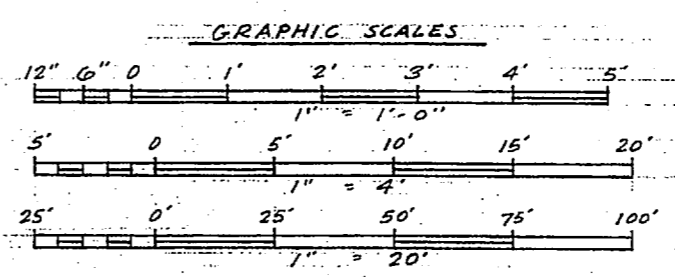 GRAPHIC SCALES
12" 6" 0 1' 2' 3' 4' 5'
1" = 1'-0"
5' 0 5' 10' 15' 20'
1" = 4'
25' 0' 25' 50' 75' 100'
1" = 20'